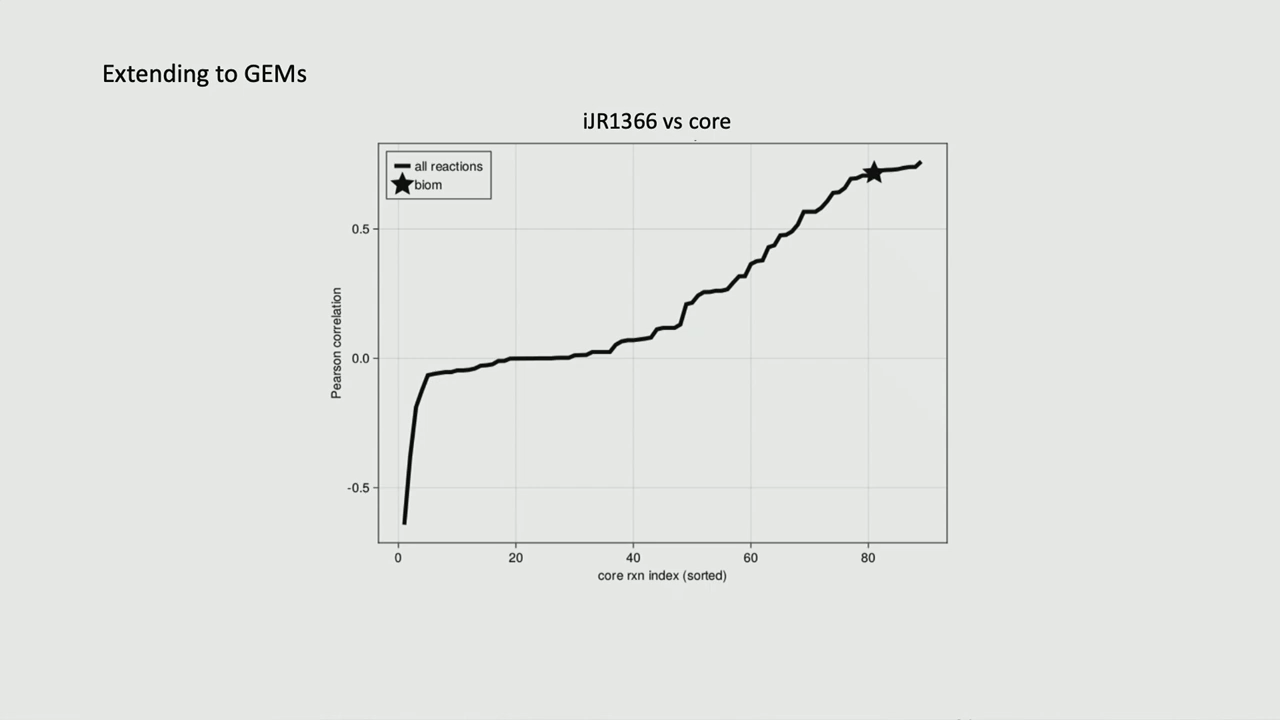 Extending to GEMs
iJR1366 vs core
all reactions
biom
0.5
0.0
-0.5
Pearson correlation
0
20
40
60
80
core rxn index (sorted)